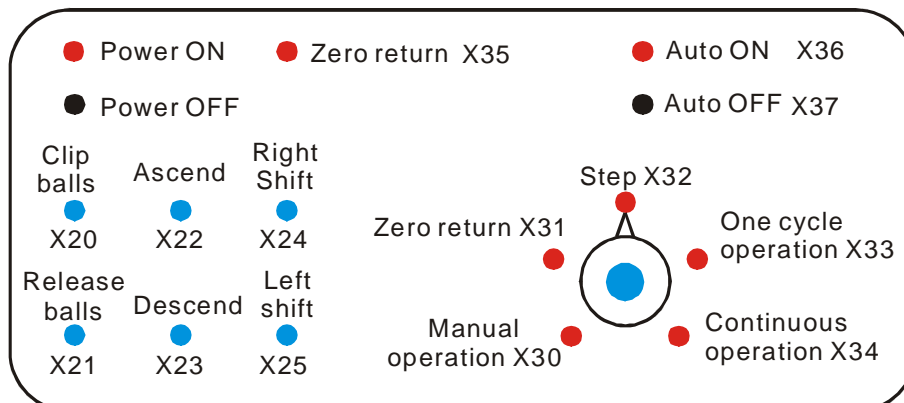 Power ON
Zero return X35
Auto ON X36
Power OFF
Auto OFF X37
Clip
balls
X20
Ascend
X22
Right
Shift
X24
Release
balls
X21
Descend
X23
Left
shift
X25
Step X32
Zero return X31
One cycle
operation X33
Manual
operation X30
Continuous
operation X34